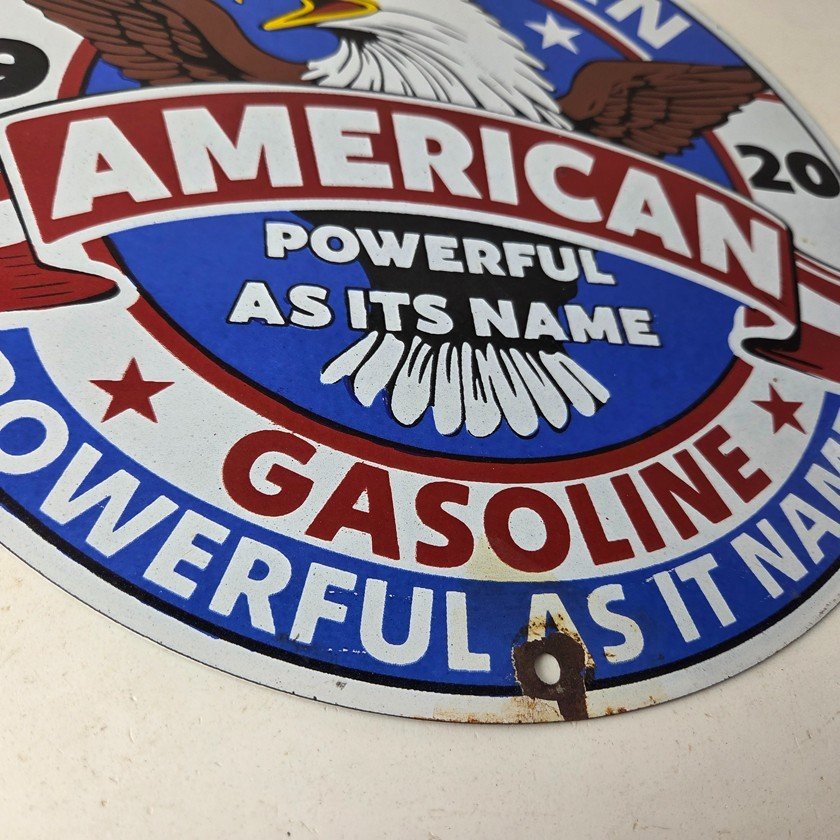 20
AMERICAN
POWERFUL
AS ITS NAME
GASOLINE
POWERFUL AS IT NAM